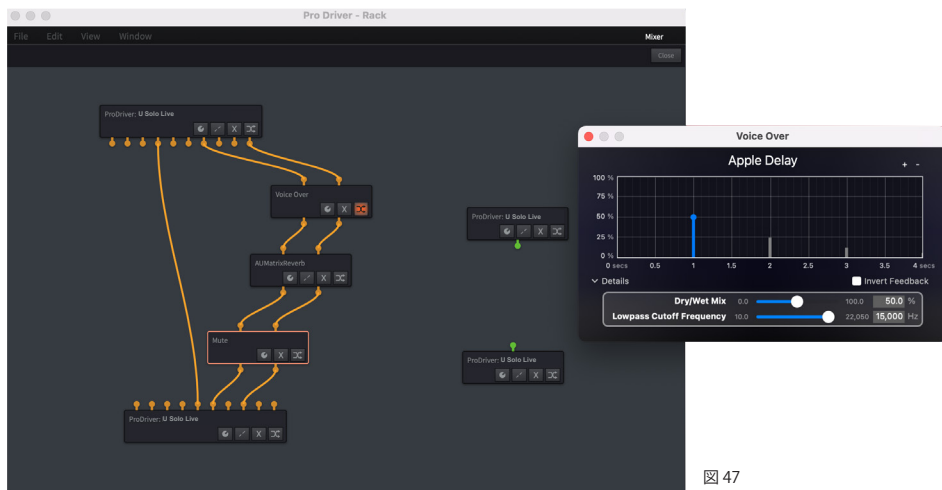 Pro Driver - Rack
File Edit View Window Mixer
Close
ProDriver: U Solo Live
X
Voice Over
X
AUMatrixReverb
X
Mute
X
ProDriver: U Solo Live
X
ProDriver: U Solo Live
X
ProDriver: U Solo Live
X
Voice Over
Apple Delay
+ -
100 %
75 %
50 %
25 %
0 %
0 secs 0.5 1 1.5 2 2.5 3 3.5 4 secs
Details Invert Feedback
Dry/Wet Mix 0.0 100.0 50.0 %
Lowpass Cutoff Frequency 10.0 22,050 15,000 Hz
図 47